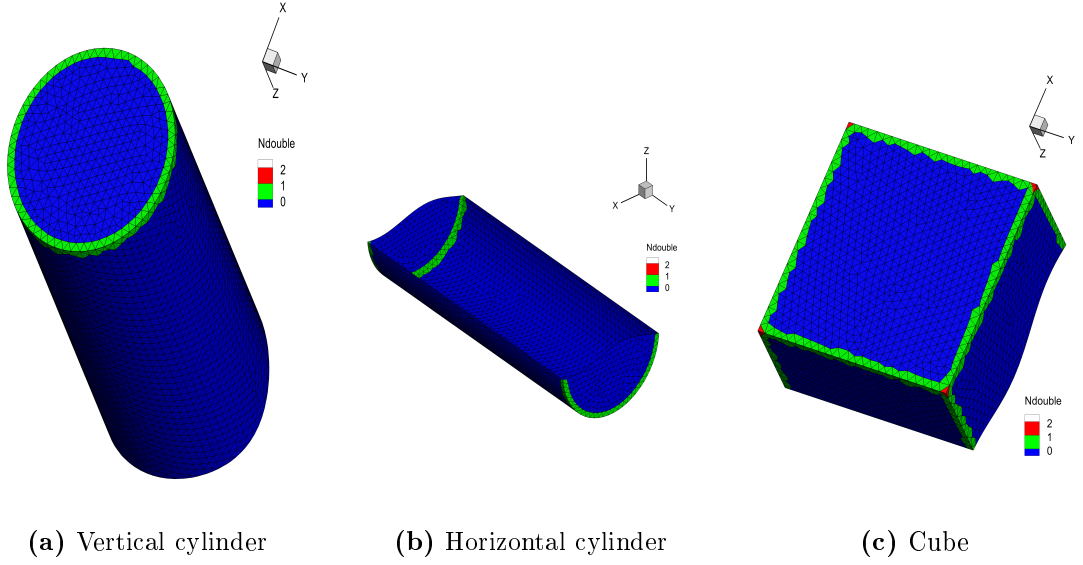 X
Y
Z
Ndouble
2
1
0
Z
X
Y
Ndouble
2
1
0
X
Y
Z
Ndouble
2
1
0
(a) Vertical cylinder
(b) Horizontal cylinder
(c) Cube